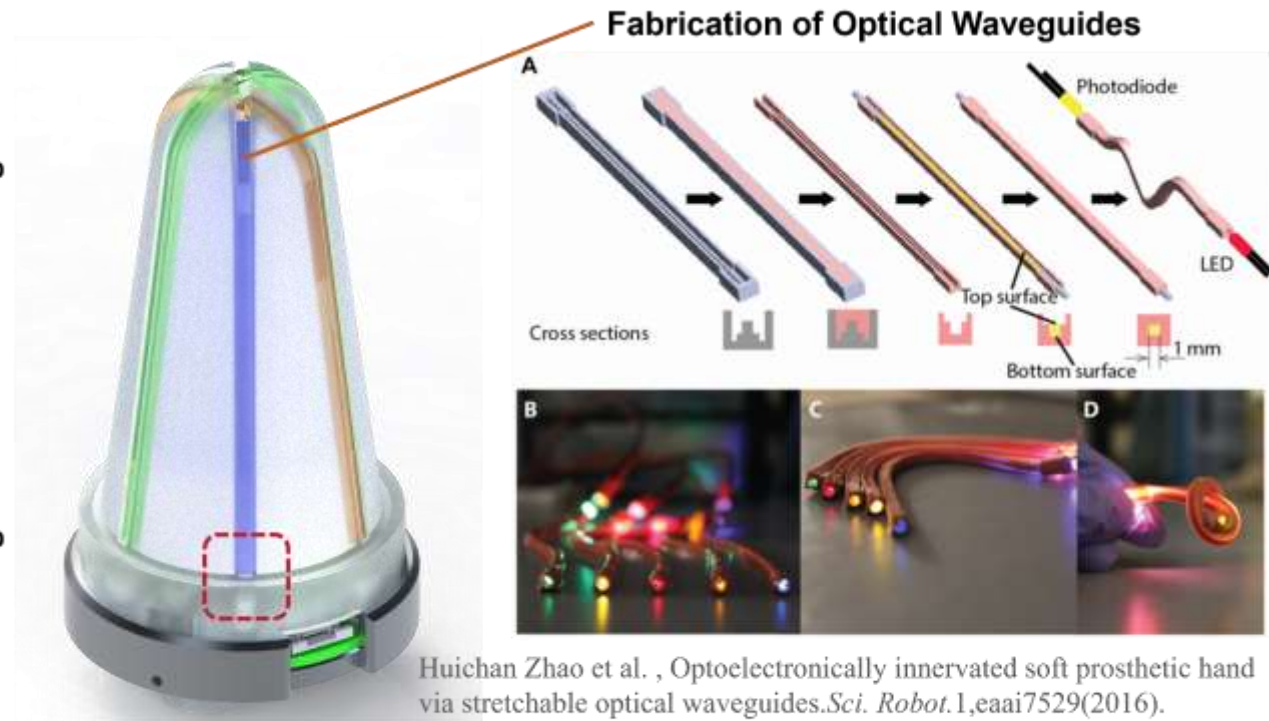 Fabrication of Optical Waveguides
A
Photodiode
LED
Top surface
Cross sections
1 mm
Bottom surface
B
C
D
Huichan Zhao et al. , Optoelectronically innervated soft prosthetic hand
via stretchable optical waveguides.Sci. Robot.1,eaai7529(2016).